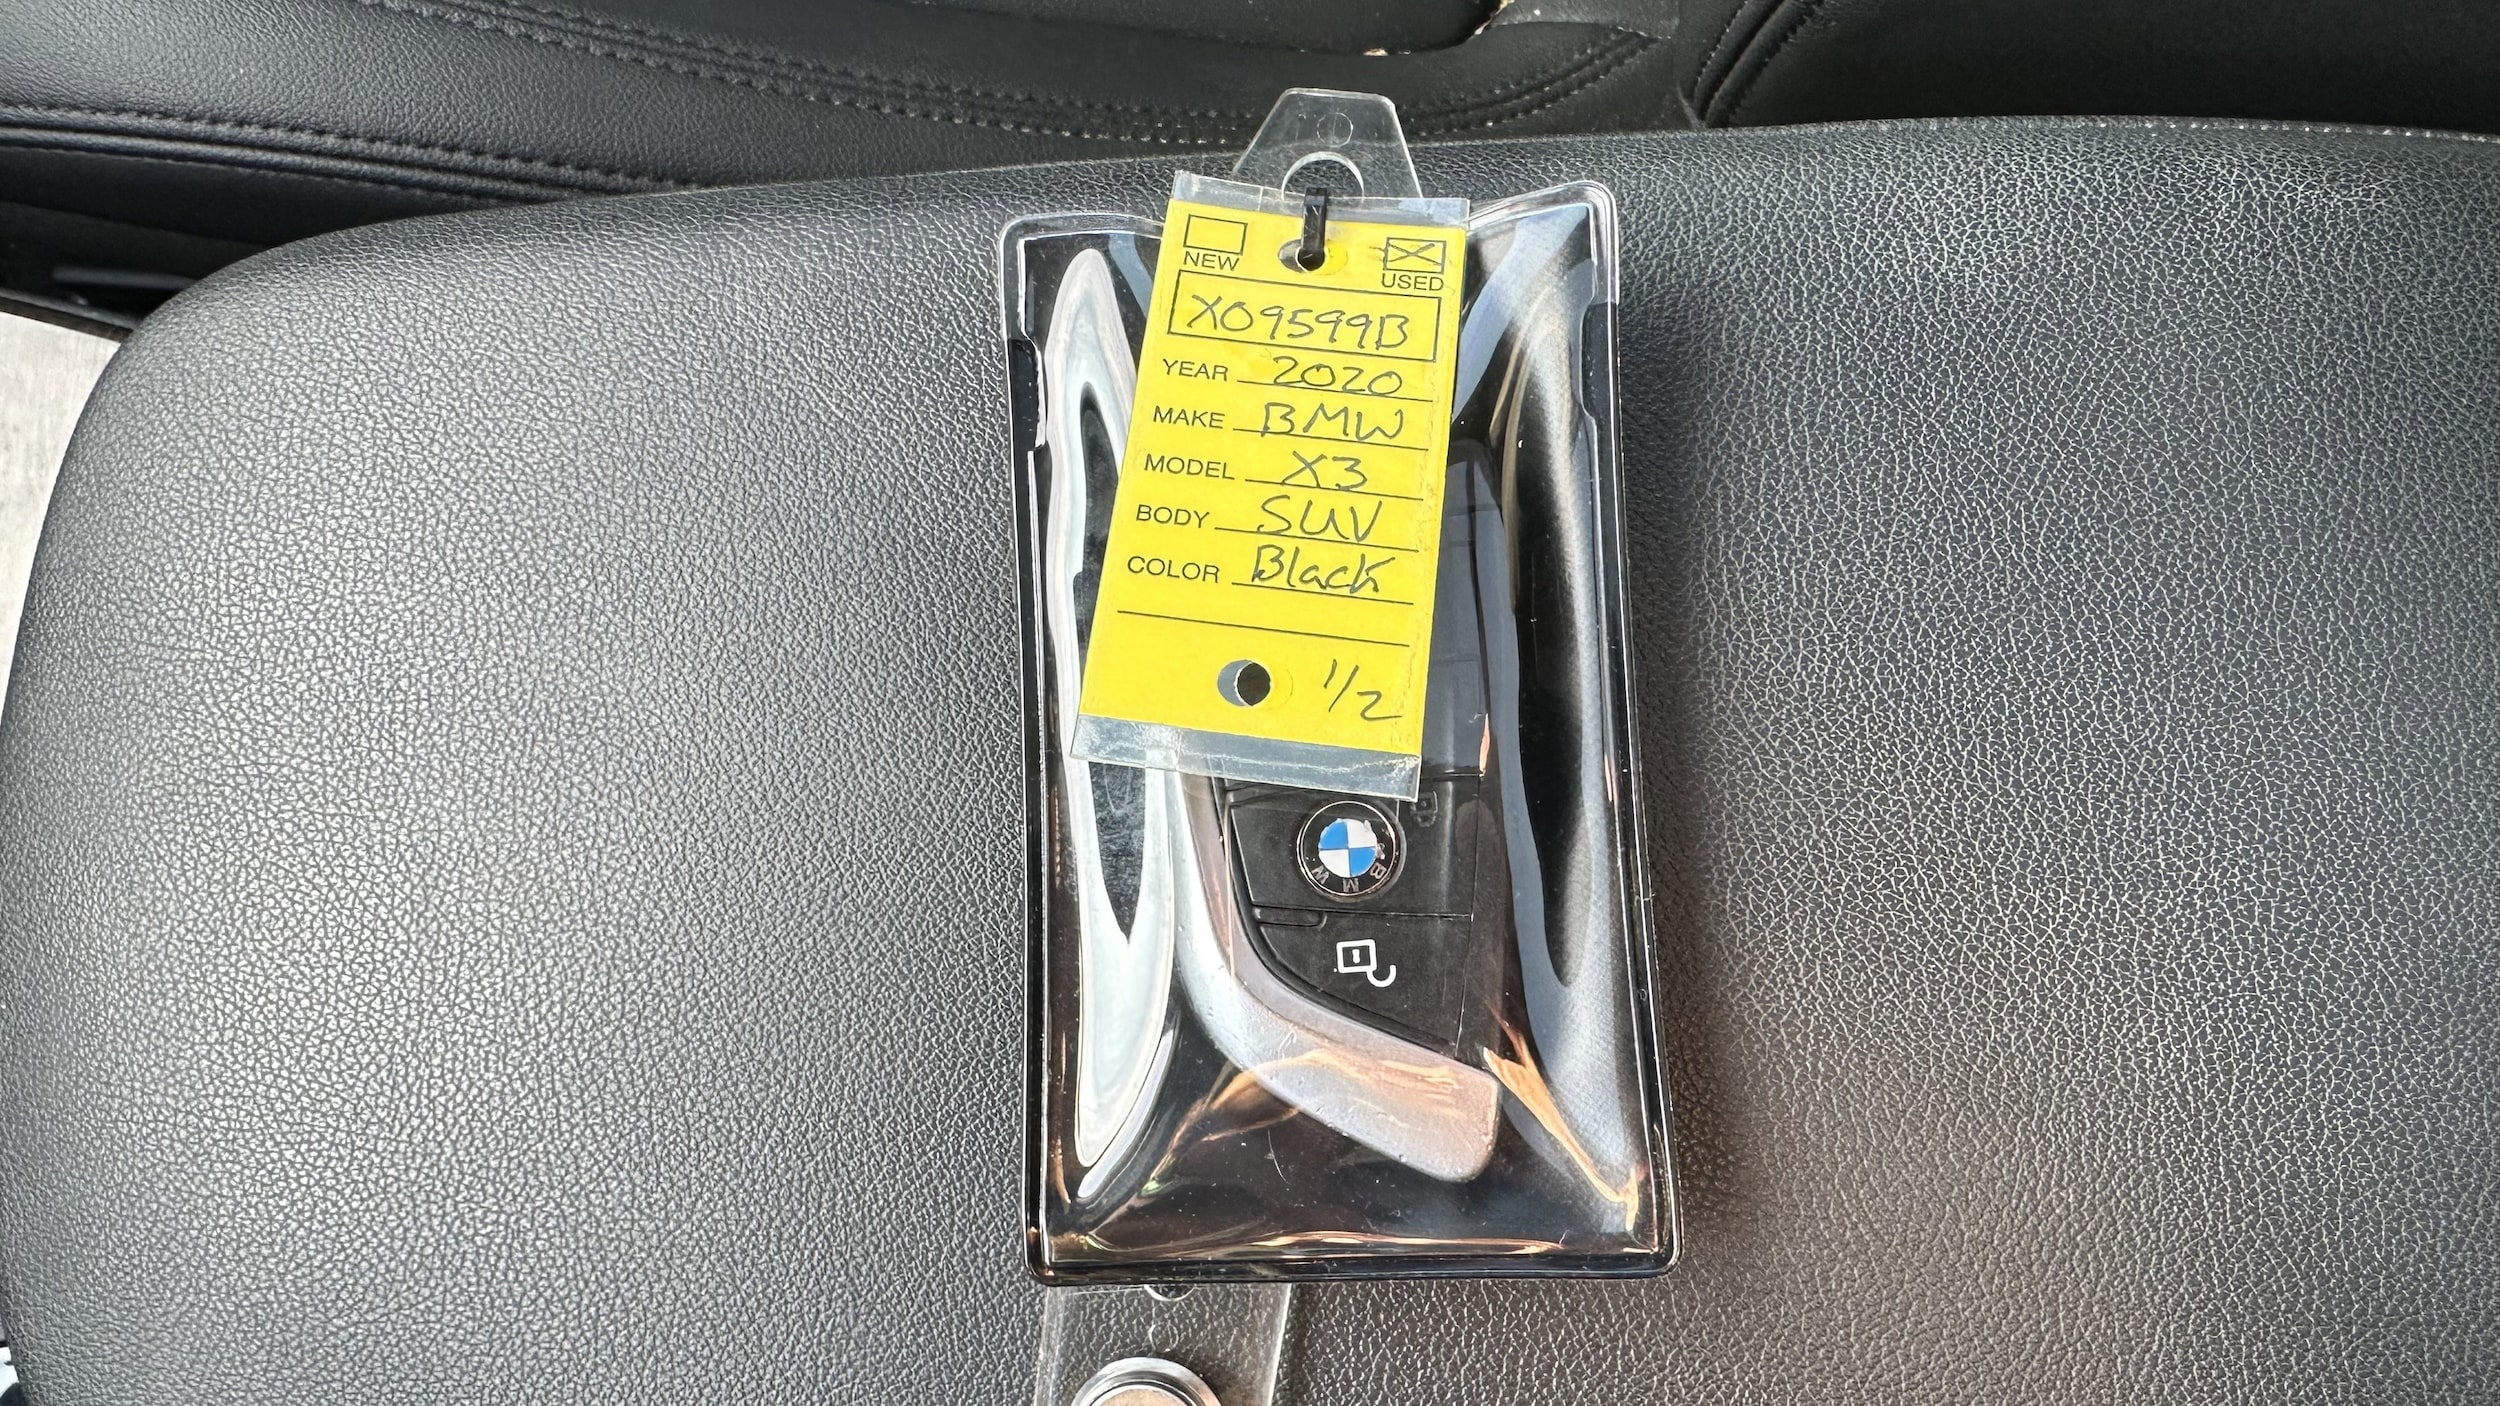 NEW
USED
X09599B
YEAR 2020
MAKE BMW
MODEL X3
BODY SUV
COLOR Black
1/2
BMW